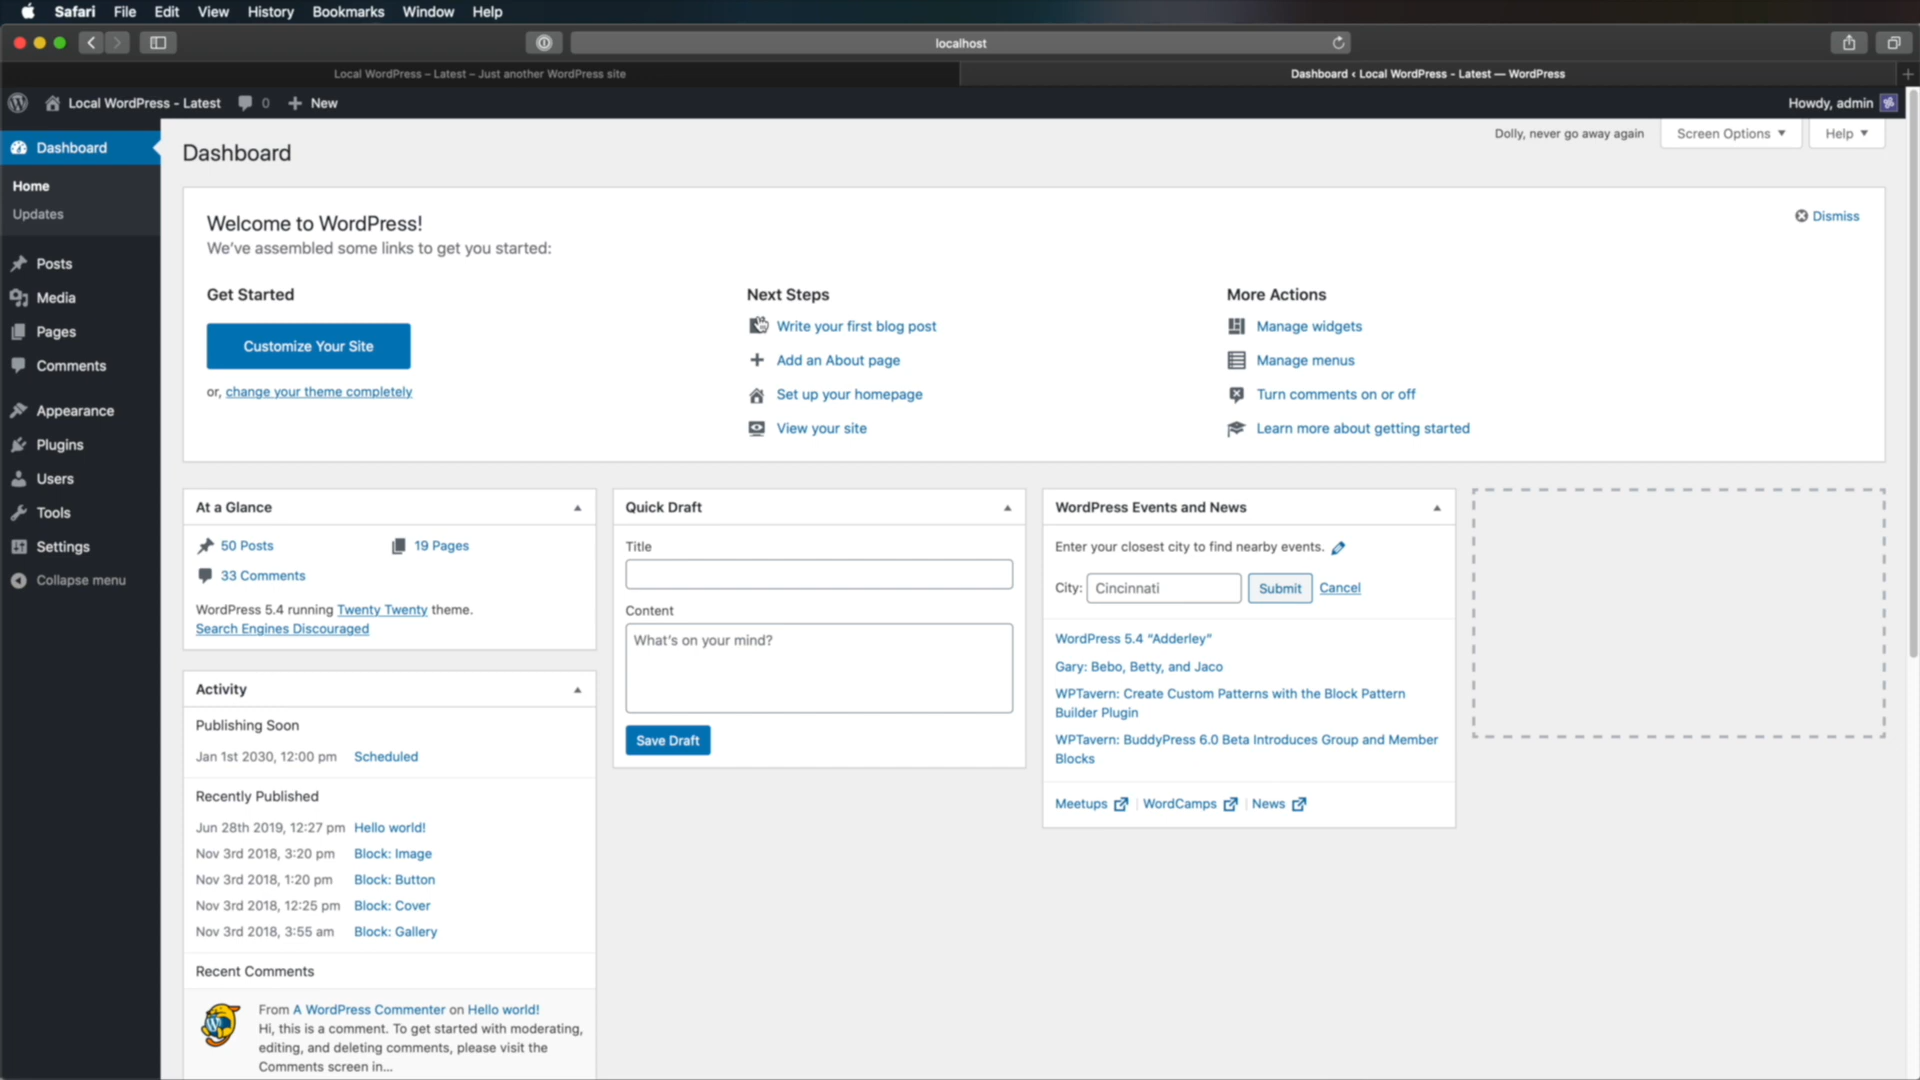 Safari File Edit View History Bookmarks Window Help
localhost
Local WordPress – Latest – Just another WordPress site
Dashboard ‹ Local WordPress - Latest — WordPress
Local WordPress - Latest 0 New
Howdy, admin
Dashboard
Home
Updates
Posts
Media
Pages
Comments
Appearance
Plugins
Users
Tools
Settings
Collapse menu
Dolly, never go away again
Screen Options
Help
Dashboard
Welcome to WordPress!
We've assembled some links to get you started:
Dismiss
Get Started
Customize Your Site
or, change your theme completely
Next Steps
Write your first blog post
Add an About page
Set up your homepage
View your site
More Actions
Manage widgets
Manage menus
Turn comments on or off
Learn more about getting started
At a Glance
50 Posts
19 Pages
33 Comments
WordPress 5.4 running Twenty Twenty theme.
Search Engines Discouraged
Activity
Publishing Soon
Jan 1st 2030, 12:00 pm Scheduled
Recently Published
Jun 28th 2019, 12:27 pm Hello world!
Nov 3rd 2018, 3:20 pm Block: Image
Nov 3rd 2018, 1:20 pm Block: Button
Nov 3rd 2018, 12:25 pm Block: Cover
Nov 3rd 2018, 3:55 am Block: Gallery
Recent Comments
From A WordPress Commenter on Hello world!
Hi, this is a comment. To get started with moderating,
editing, and deleting comments, please visit the
Comments screen in...
Quick Draft
Title
Content
What's on your mind?
Save Draft
WordPress Events and News
Enter your closest city to find nearby events.
City: Cincinnati Submit Cancel
WordPress 5.4 “Adderley”
Gary: Bebo, Betty, and Jaco
WPTavern: Create Custom Patterns with the Block Pattern
Builder Plugin
WPTavern: BuddyPress 6.0 Beta Introduces Group and Member
Blocks
Meetups | WordCamps | News